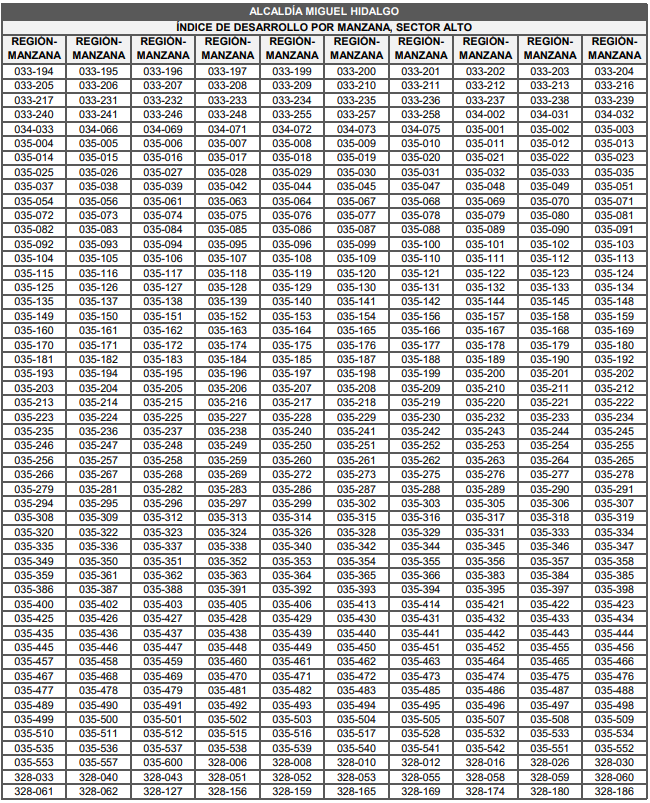 ALCALDÍA MIGUEL HIDALGO
ÍNDICE DE DESARROLLO POR MANZANA, SECTOR ALTO
REGIÓN- REGIÓN- REGIÓN- REGIÓN- REGIÓN- REGIÓN- REGIÓN- REGIÓN- REGIÓN- REGIÓN-
MANZANA MANZANA MANZANA MANZANA MANZANA MANZANA MANZANA MANZANA MANZANA MANZANA
033-194 033-195 033-196 033-197 033-199 033-200 033-201 033-202 033-203 033-204
033-205 033-206 033-207 033-208 033-209 033-210 033-211 033-212 033-213 033-216
033-217 033-231 033-232 033-233 033-234 033-235 033-236 033-237 033-238 033-239
033-240 033-241 033-246 033-248 033-255 033-257 033-258 034-002 034-031 034-032
034-033 034-066 034-069 034-071 034-072 034-073 034-075 035-001 035-002 035-003
035-004 035-005 035-006 035-007 035-008 035-009 035-010 035-011 035-012 035-013
035-014 035-015 035-016 035-017 035-018 035-019 035-020 035-021 035-022 035-023
035-025 035-026 035-027 035-028 035-029 035-030 035-031 035-032 035-033 035-035
035-037 035-038 035-039 035-042 035-044 035-045 035-047 035-048 035-049 035-051
035-054 035-056 035-061 035-063 035-064 035-067 035-068 035-069 035-070 035-071
035-072 035-073 035-074 035-075 035-076 035-077 035-078 035-079 035-080 035-081
035-082 035-083 035-084 035-085 035-086 035-087 035-088 035-089 035-090 035-091
035-092 035-093 035-094 035-095 035-096 035-099 035-100 035-101 035-102 035-103
035-104 035-105 035-106 035-107 035-108 035-109 035-110 035-111 035-112 035-113
035-115 035-116 035-117 035-118 035-119 035-120 035-121 035-122 035-123 035-124
035-125 035-126 035-127 035-128 035-129 035-130 035-131 035-132 035-133 035-134
035-135 035-137 035-138 035-139 035-140 035-141 035-142 035-144 035-145 035-148
035-149 035-150 035-151 035-152 035-153 035-154 035-156 035-157 035-158 035-159
035-160 035-161 035-162 035-163 035-164 035-165 035-166 035-167 035-168 035-169
035-170 035-171 035-172 035-174 035-175 035-176 035-177 035-178 035-179 035-180
035-181 035-182 035-183 035-184 035-185 035-187 035-188 035-189 035-190 035-192
035-193 035-194 035-195 035-196 035-197 035-198 035-199 035-200 035-201 035-202
035-203 035-204 035-205 035-206 035-207 035-208 035-209 035-210 035-211 035-212
035-213 035-214 035-215 035-216 035-217 035-218 035-219 035-220 035-221 035-222
035-223 035-224 035-225 035-227 035-228 035-229 035-230 035-232 035-233 035-234
035-235 035-236 035-237 035-238 035-240 035-241 035-242 035-243 035-244 035-245
035-246 035-247 035-248 035-249 035-250 035-251 035-252 035-253 035-254 035-255
035-256 035-257 035-258 035-259 035-260 035-261 035-262 035-263 035-264 035-265
035-266 035-267 035-268 035-269 035-272 035-273 035-275 035-276 035-277 035-278
035-279 035-281 035-282 035-283 035-286 035-287 035-288 035-289 035-290 035-291
035-294 035-295 035-296 035-297 035-299 035-302 035-303 035-305 035-306 035-307
035-308 035-309 035-312 035-313 035-314 035-315 035-316 035-317 035-318 035-319
035-320 035-322 035-323 035-324 035-326 035-328 035-329 035-331 035-333 035-334
035-335 035-336 035-337 035-338 035-340 035-342 035-344 035-345 035-346 035-347
035-349 035-350 035-351 035-352 035-353 035-354 035-355 035-356 035-357 035-358
035-359 035-361 035-362 035-363 035-364 035-365 035-366 035-383 035-384 035-385
035-386 035-387 035-388 035-391 035-392 035-393 035-394 035-395 035-397 035-398
035-400 035-402 035-403 035-405 035-406 035-413 035-414 035-421 035-422 035-423
035-425 035-426 035-427 035-428 035-429 035-430 035-431 035-432 035-433 035-434
035-435 035-436 035-437 035-438 035-439 035-440 035-441 035-442 035-443 035-444
035-445 035-446 035-447 035-448 035-449 035-450 035-451 035-452 035-455 035-456
035-457 035-458 035-459 035-460 035-461 035-462 035-463 035-464 035-465 035-466
035-467 035-468 035-469 035-470 035-471 035-472 035-473 035-474 035-475 035-476
035-477 035-478 035-479 035-481 035-482 035-483 035-485 035-486 035-487 035-488
035-489 035-490 035-491 035-492 035-493 035-494 035-495 035-496 035-497 035-498
035-499 035-500 035-501 035-502 035-503 035-504 035-505 035-507 035-508 035-509
035-510 035-511 035-512 035-515 035-516 035-517 035-528 035-532 035-533 035-534
035-535 035-536 035-537 035-538 035-539 035-540 035-541 035-542 035-551 035-552
035-553 035-557 035-600 328-006 328-008 328-010 328-012 328-016 328-026 328-030
328-033 328-040 328-043 328-051 328-052 328-053 328-055 328-058 328-059 328-060
328-061 328-062 328-127 328-156 328-159 328-165 328-169 328-174 328-180 328-186